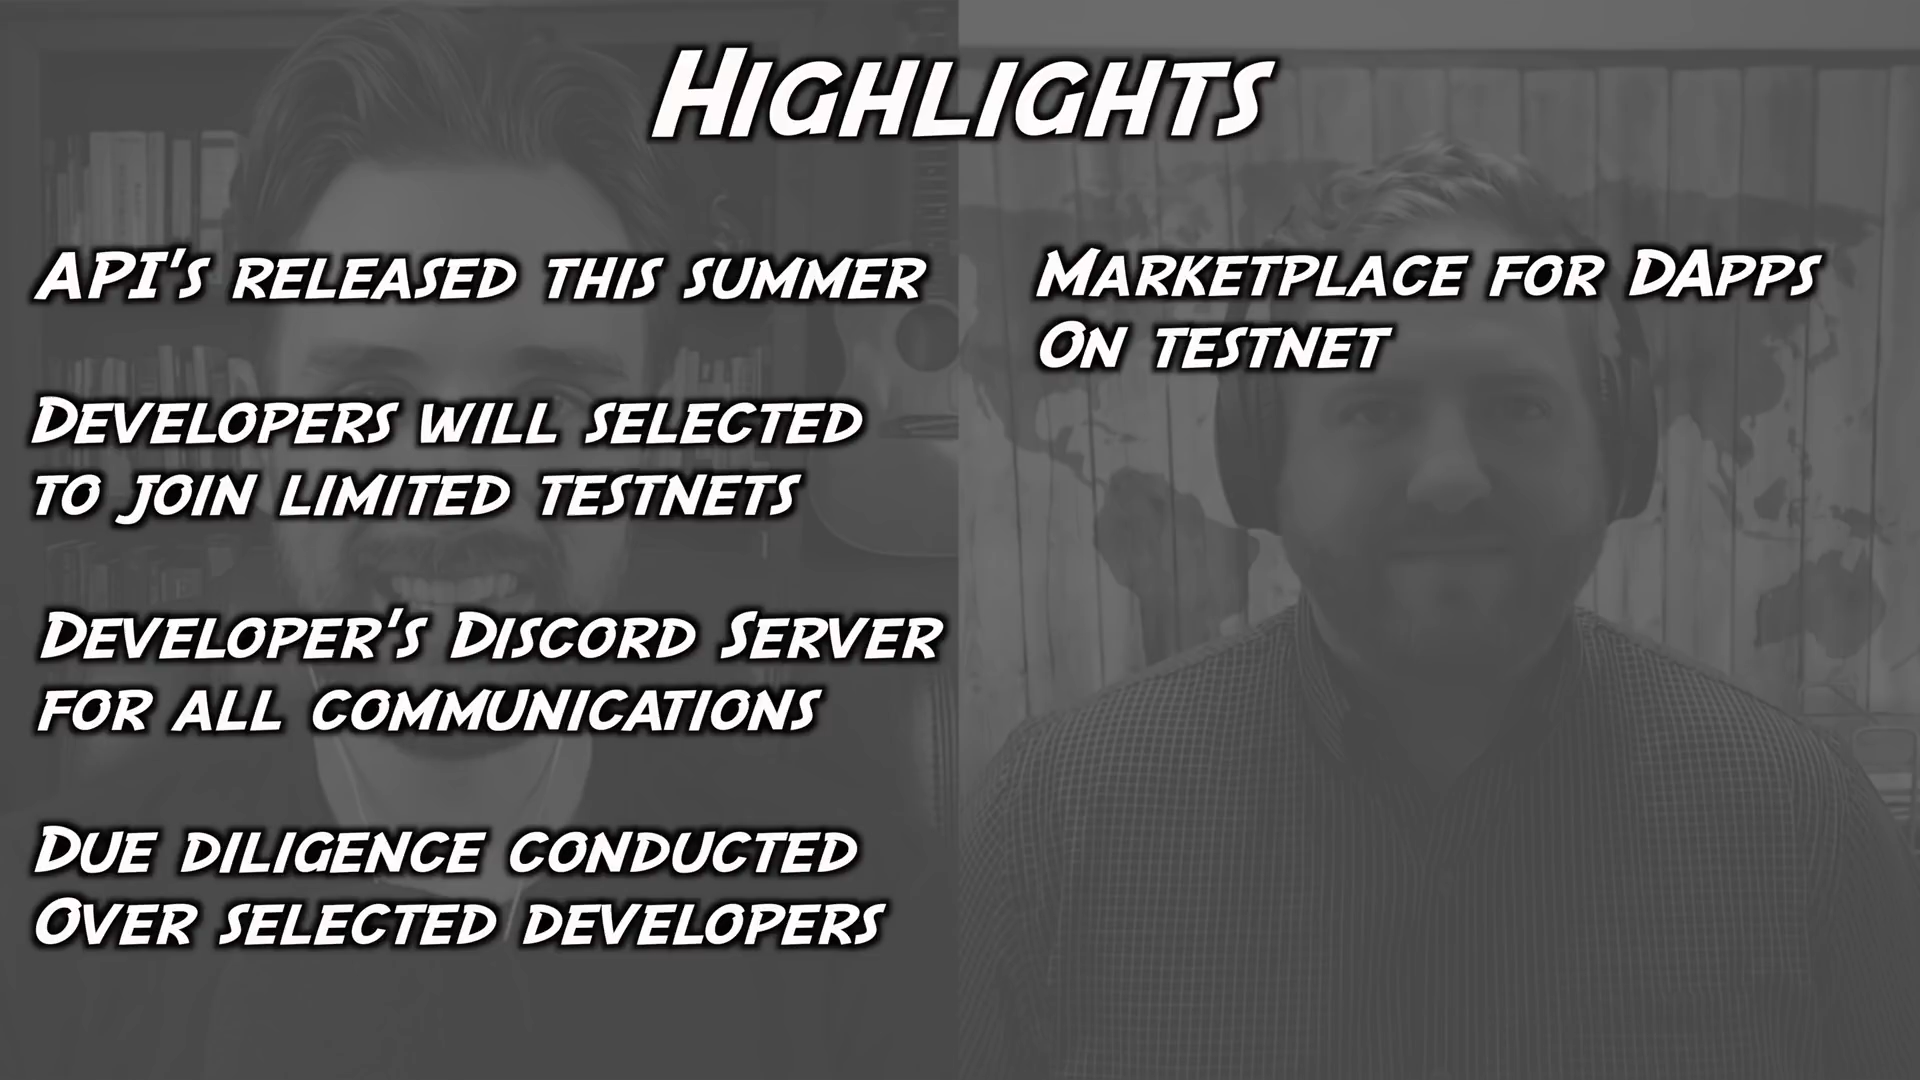 Highlights
API's released this summer
Developers will selected
to join limited testnets
Developer's Discord Server
for all communications
Due diligence conducted
Over selected developers
Marketplace for DApps
On testnet